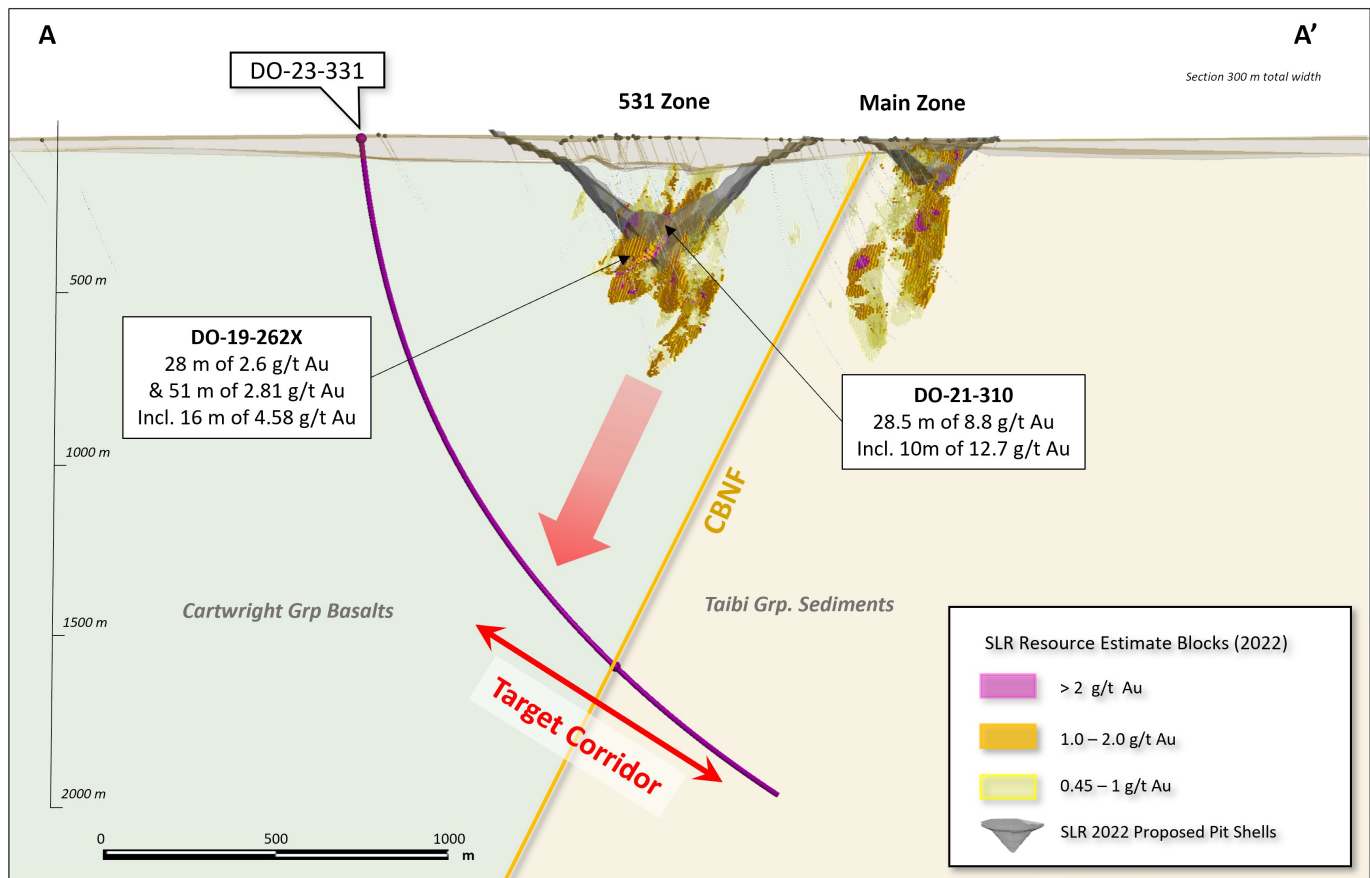 A
A’
Section 300 m total width
DO-23-331
531 Zone
Main Zone
500 m
DO-19-262X
28 m of 2.6 g/t Au
& 51 m of 2.81 g/t Au
Incl. 16 m of 4.58 g/t Au
DO-21-310
28.5 m of 8.8 g/t Au
Incl. 10m of 12.7 g/t Au
1000 m
CBNF
Cartwright Grp Basalts
Taibi Grp. Sediments
1500 m
Target Corridor
2000 m
0 500 1000
m
SLR Resource Estimate Blocks (2022)
> 2 g/t Au
1.0 – 2.0 g/t Au
0.45 – 1 g/t Au
SLR 2022 Proposed Pit Shells